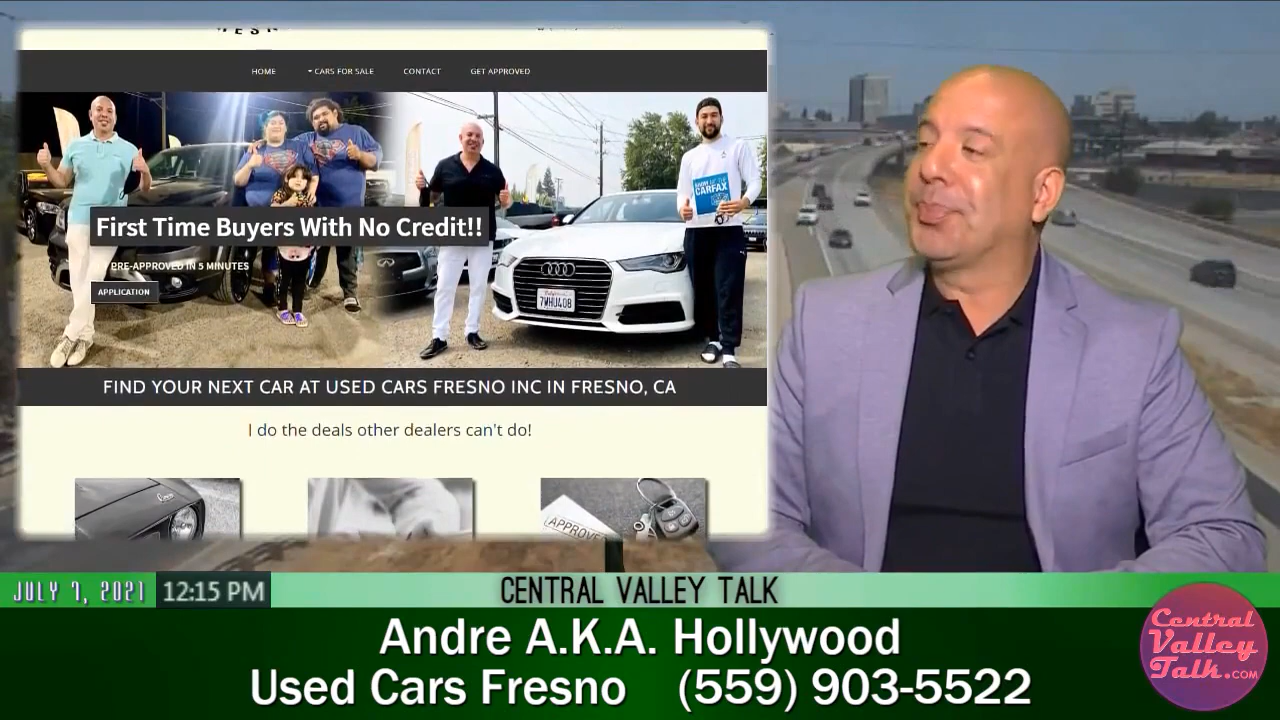 HOME
CARS FOR SALE
CONTACT
GET APPROVED
CARFAX
First Time Buyers With No Credit!!
PRE-APPROVED IN 5 MINUTES
APPLICATION
7WHU408
FIND YOUR NEXT CAR AT USED CARS FRESNO INC IN FRESNO, CA
I do the deals other dealers can't do!
APPROVED
JULY 7, 2021
12:15 PM
CENTRAL VALLEY TALK
Andre A.K.A. Hollywood
Used Cars Fresno (559) 903-5522
Central
Valley
Talk.COM